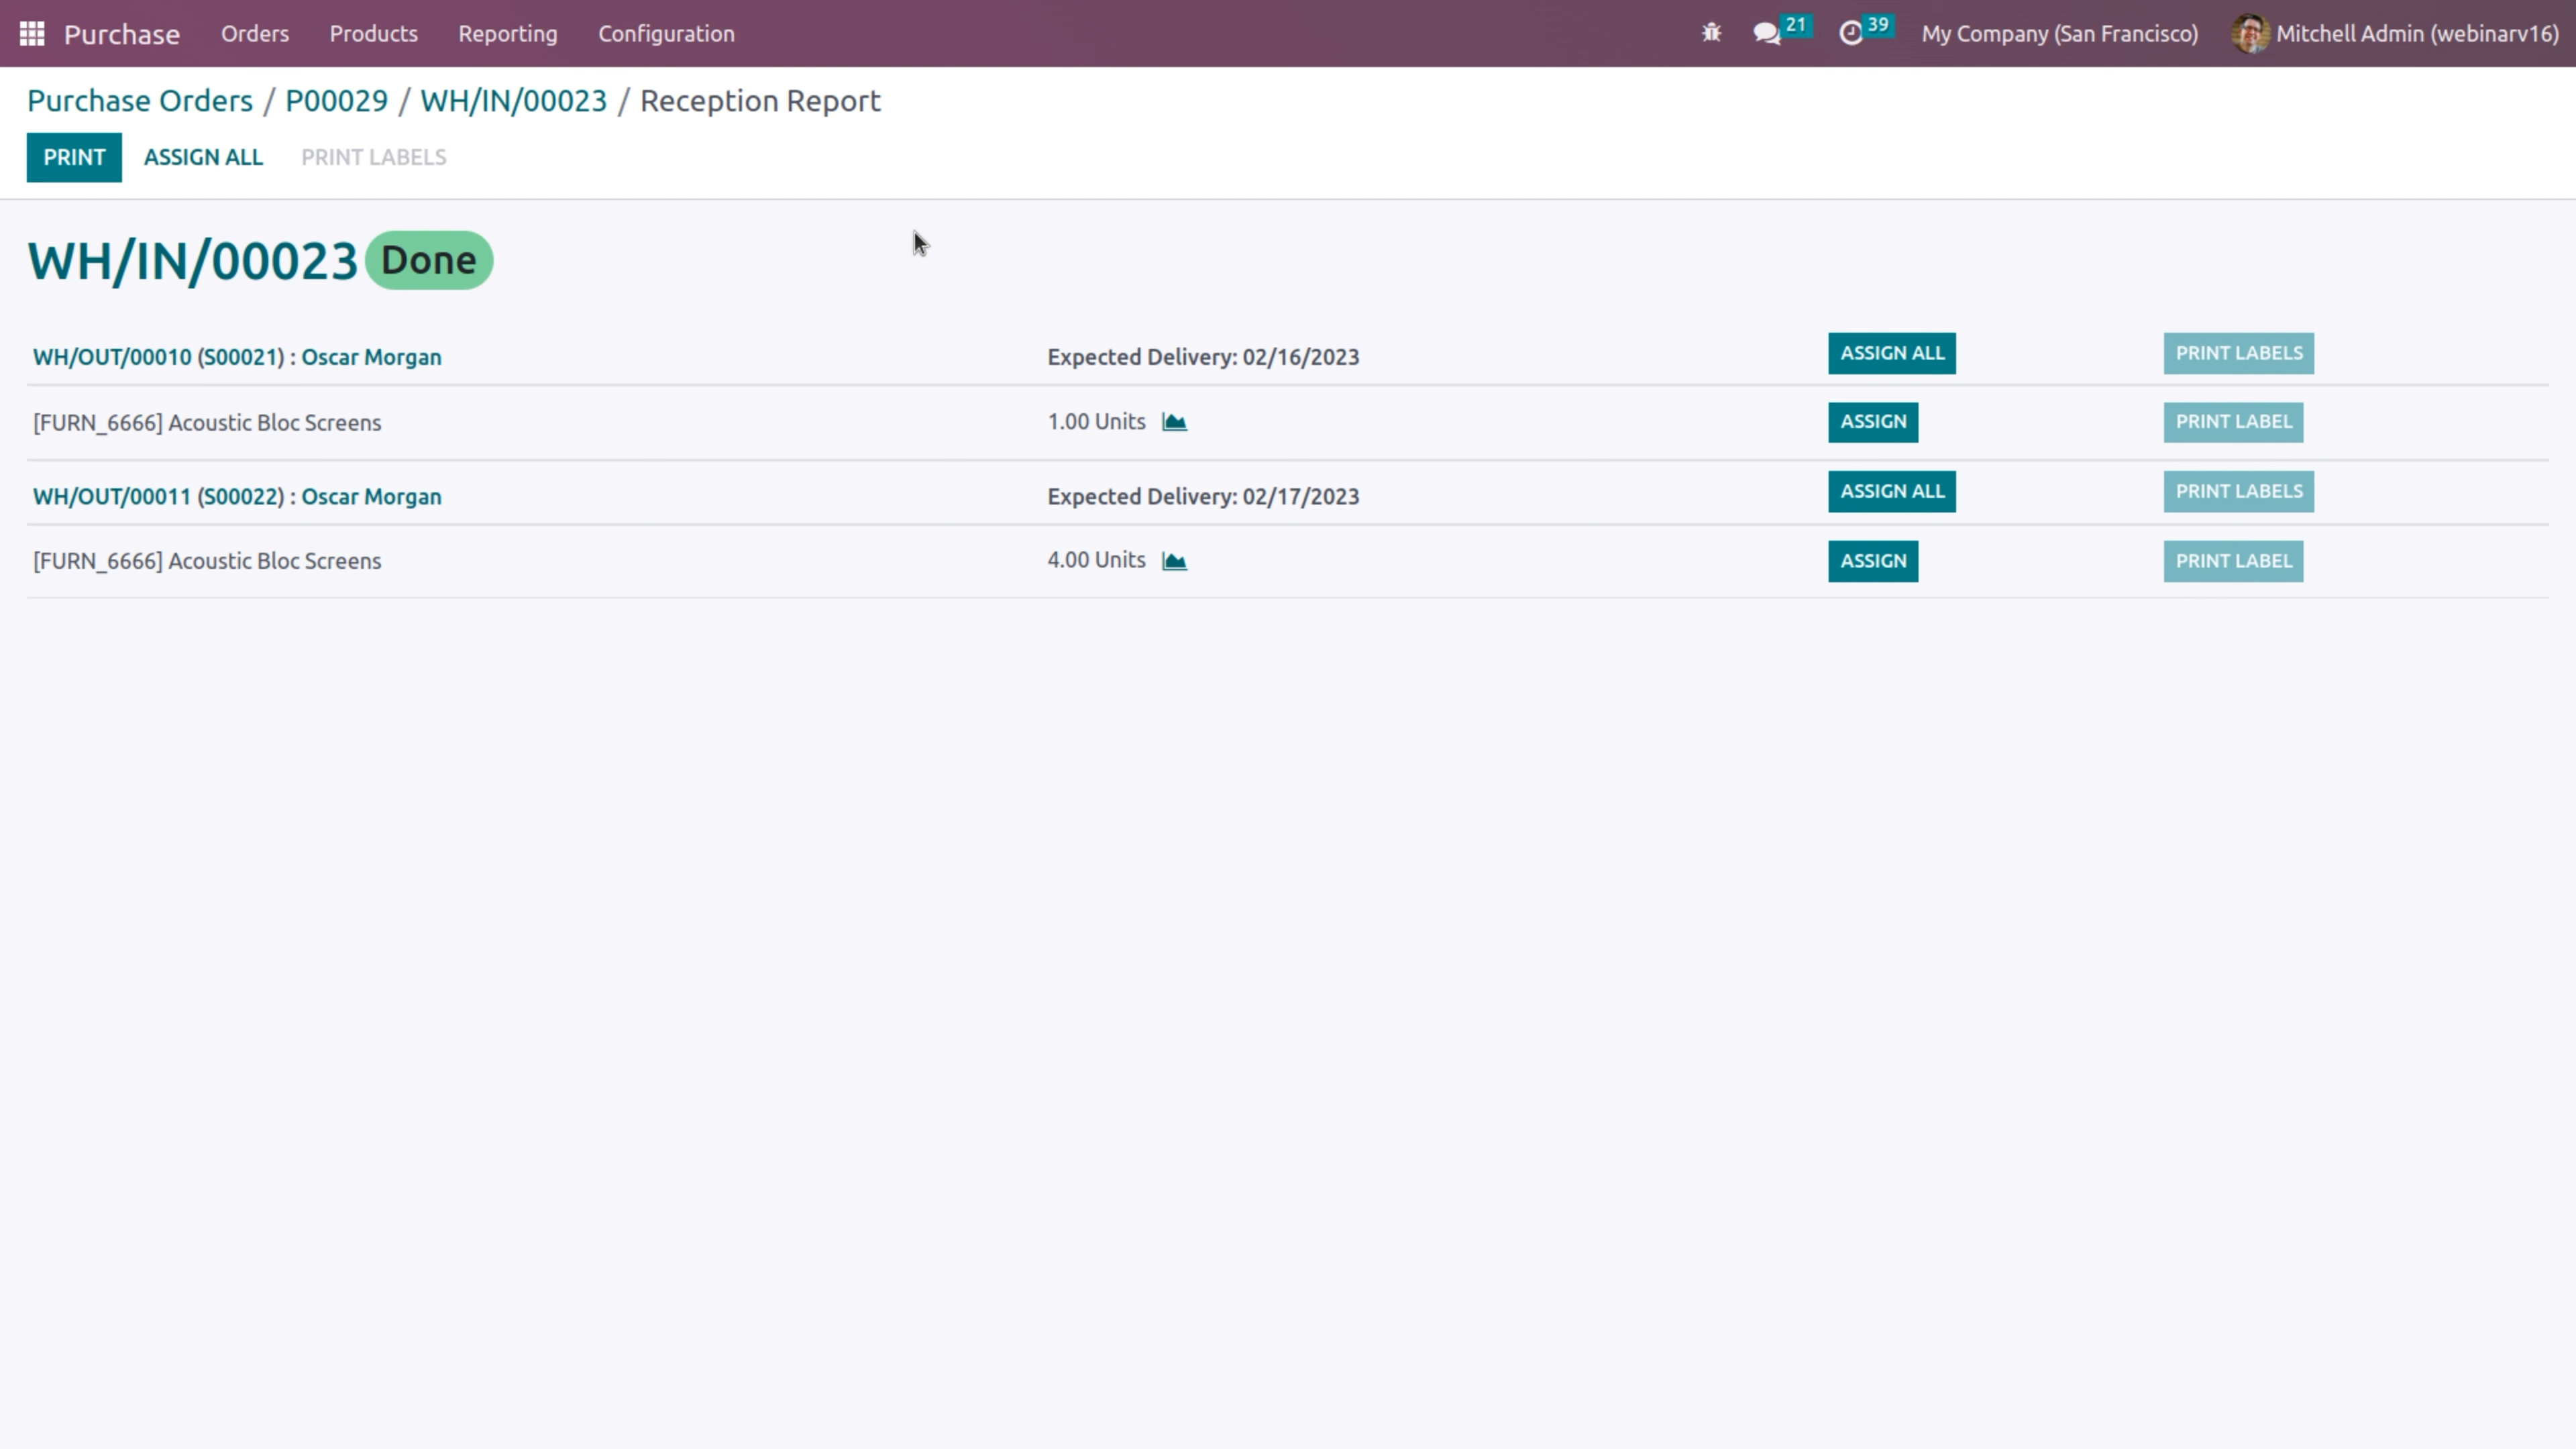 Purchase Orders Products Reporting Configuration 21 39 My Company (San Francisco) Mitchell Admin (webinarv16)
Purchase Orders / P00029 / WH/IN/00023 / Reception Report
PRINT ASSIGN ALL PRINT LABELS
WH/IN/00023 Done
WH/OUT/00010 (S00021) : Oscar Morgan Expected Delivery: 02/16/2023 ASSIGN ALL PRINT LABELS
[FURN_6666] Acoustic Bloc Screens 1.00 Units ASSIGN PRINT LABEL
WH/OUT/00011 (S00022) : Oscar Morgan Expected Delivery: 02/17/2023 ASSIGN ALL PRINT LABELS
[FURN_6666] Acoustic Bloc Screens 4.00 Units ASSIGN PRINT LABEL